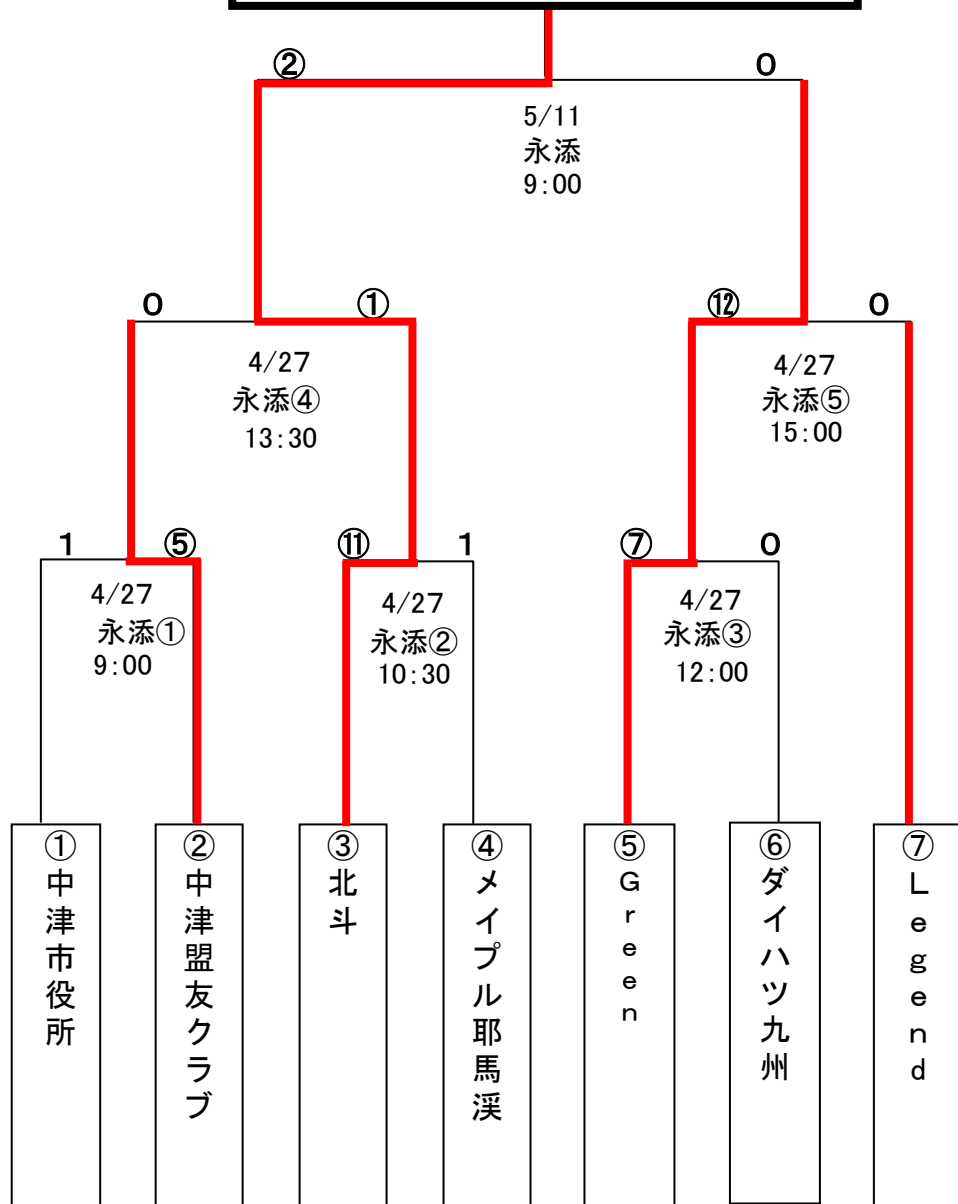 ② 0
5/11
永添
9:00
0 ① ⑫ 0
4/27
永添④
13:30
4/27
永添⑤
15:00
1 ⑤ ⑪ 1 ⑦ 0
4/27
永添①
9:00
4/27
永添②
10:30
4/27
永添③
12:00
①中津市役所
②中津盟友クラブ
③北斗
④メイプル耶馬渓
⑤Green
⑥ダイハツ九州
⑦Legend